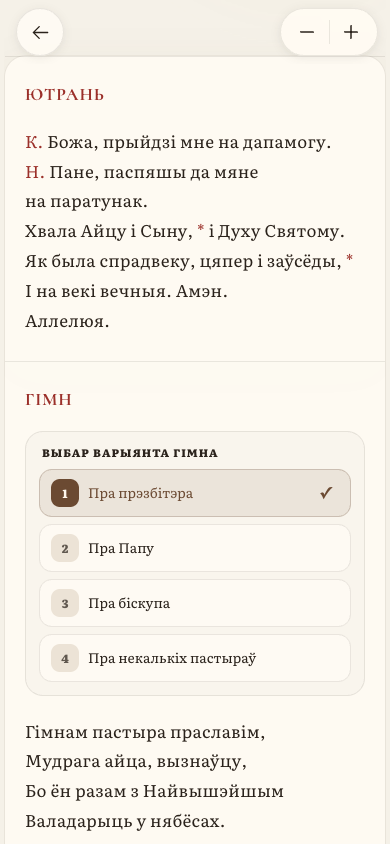 ЮТРАНЬ
К. Божа, прыйдзі мне на дапамогу.
Н. Пане, паспяшы да мяне
на паратунак.
Хвала Айцу і Сыну, * і Духу Святому.
Як была спрадвеку, цяпер і заўсёды, *
І на векі вечныя. Амэн.
Аллелюя.
ГІМН
ВЫБАР ВАРЫЯНТА ГІМНА
1 Пра прэзбітэра ✓
2 Пра Папу
3 Пра біскупа
4 Пра некалькіх пастыраў
Гімнам пастыра праславім,
Мудрага айца, вызнаўцу,
Бо ён разам з Найвышэйшым
Валадарыць у нябёсах.